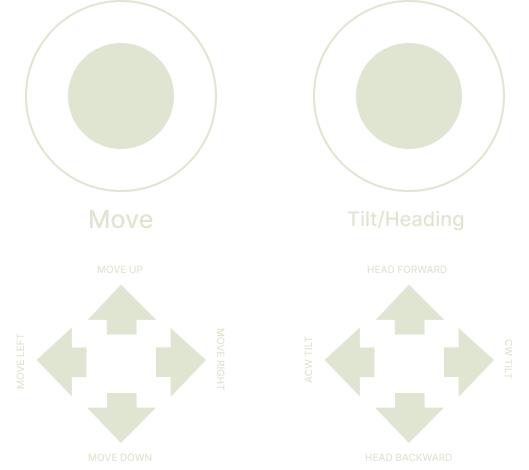 Move
Tilt/Heading
MOVE UP
HEAD FORWARD
MOVE LEFT
MOVE RIGHT
ACW TILT
CW TILT
MOVE DOWN
HEAD BACKWARD